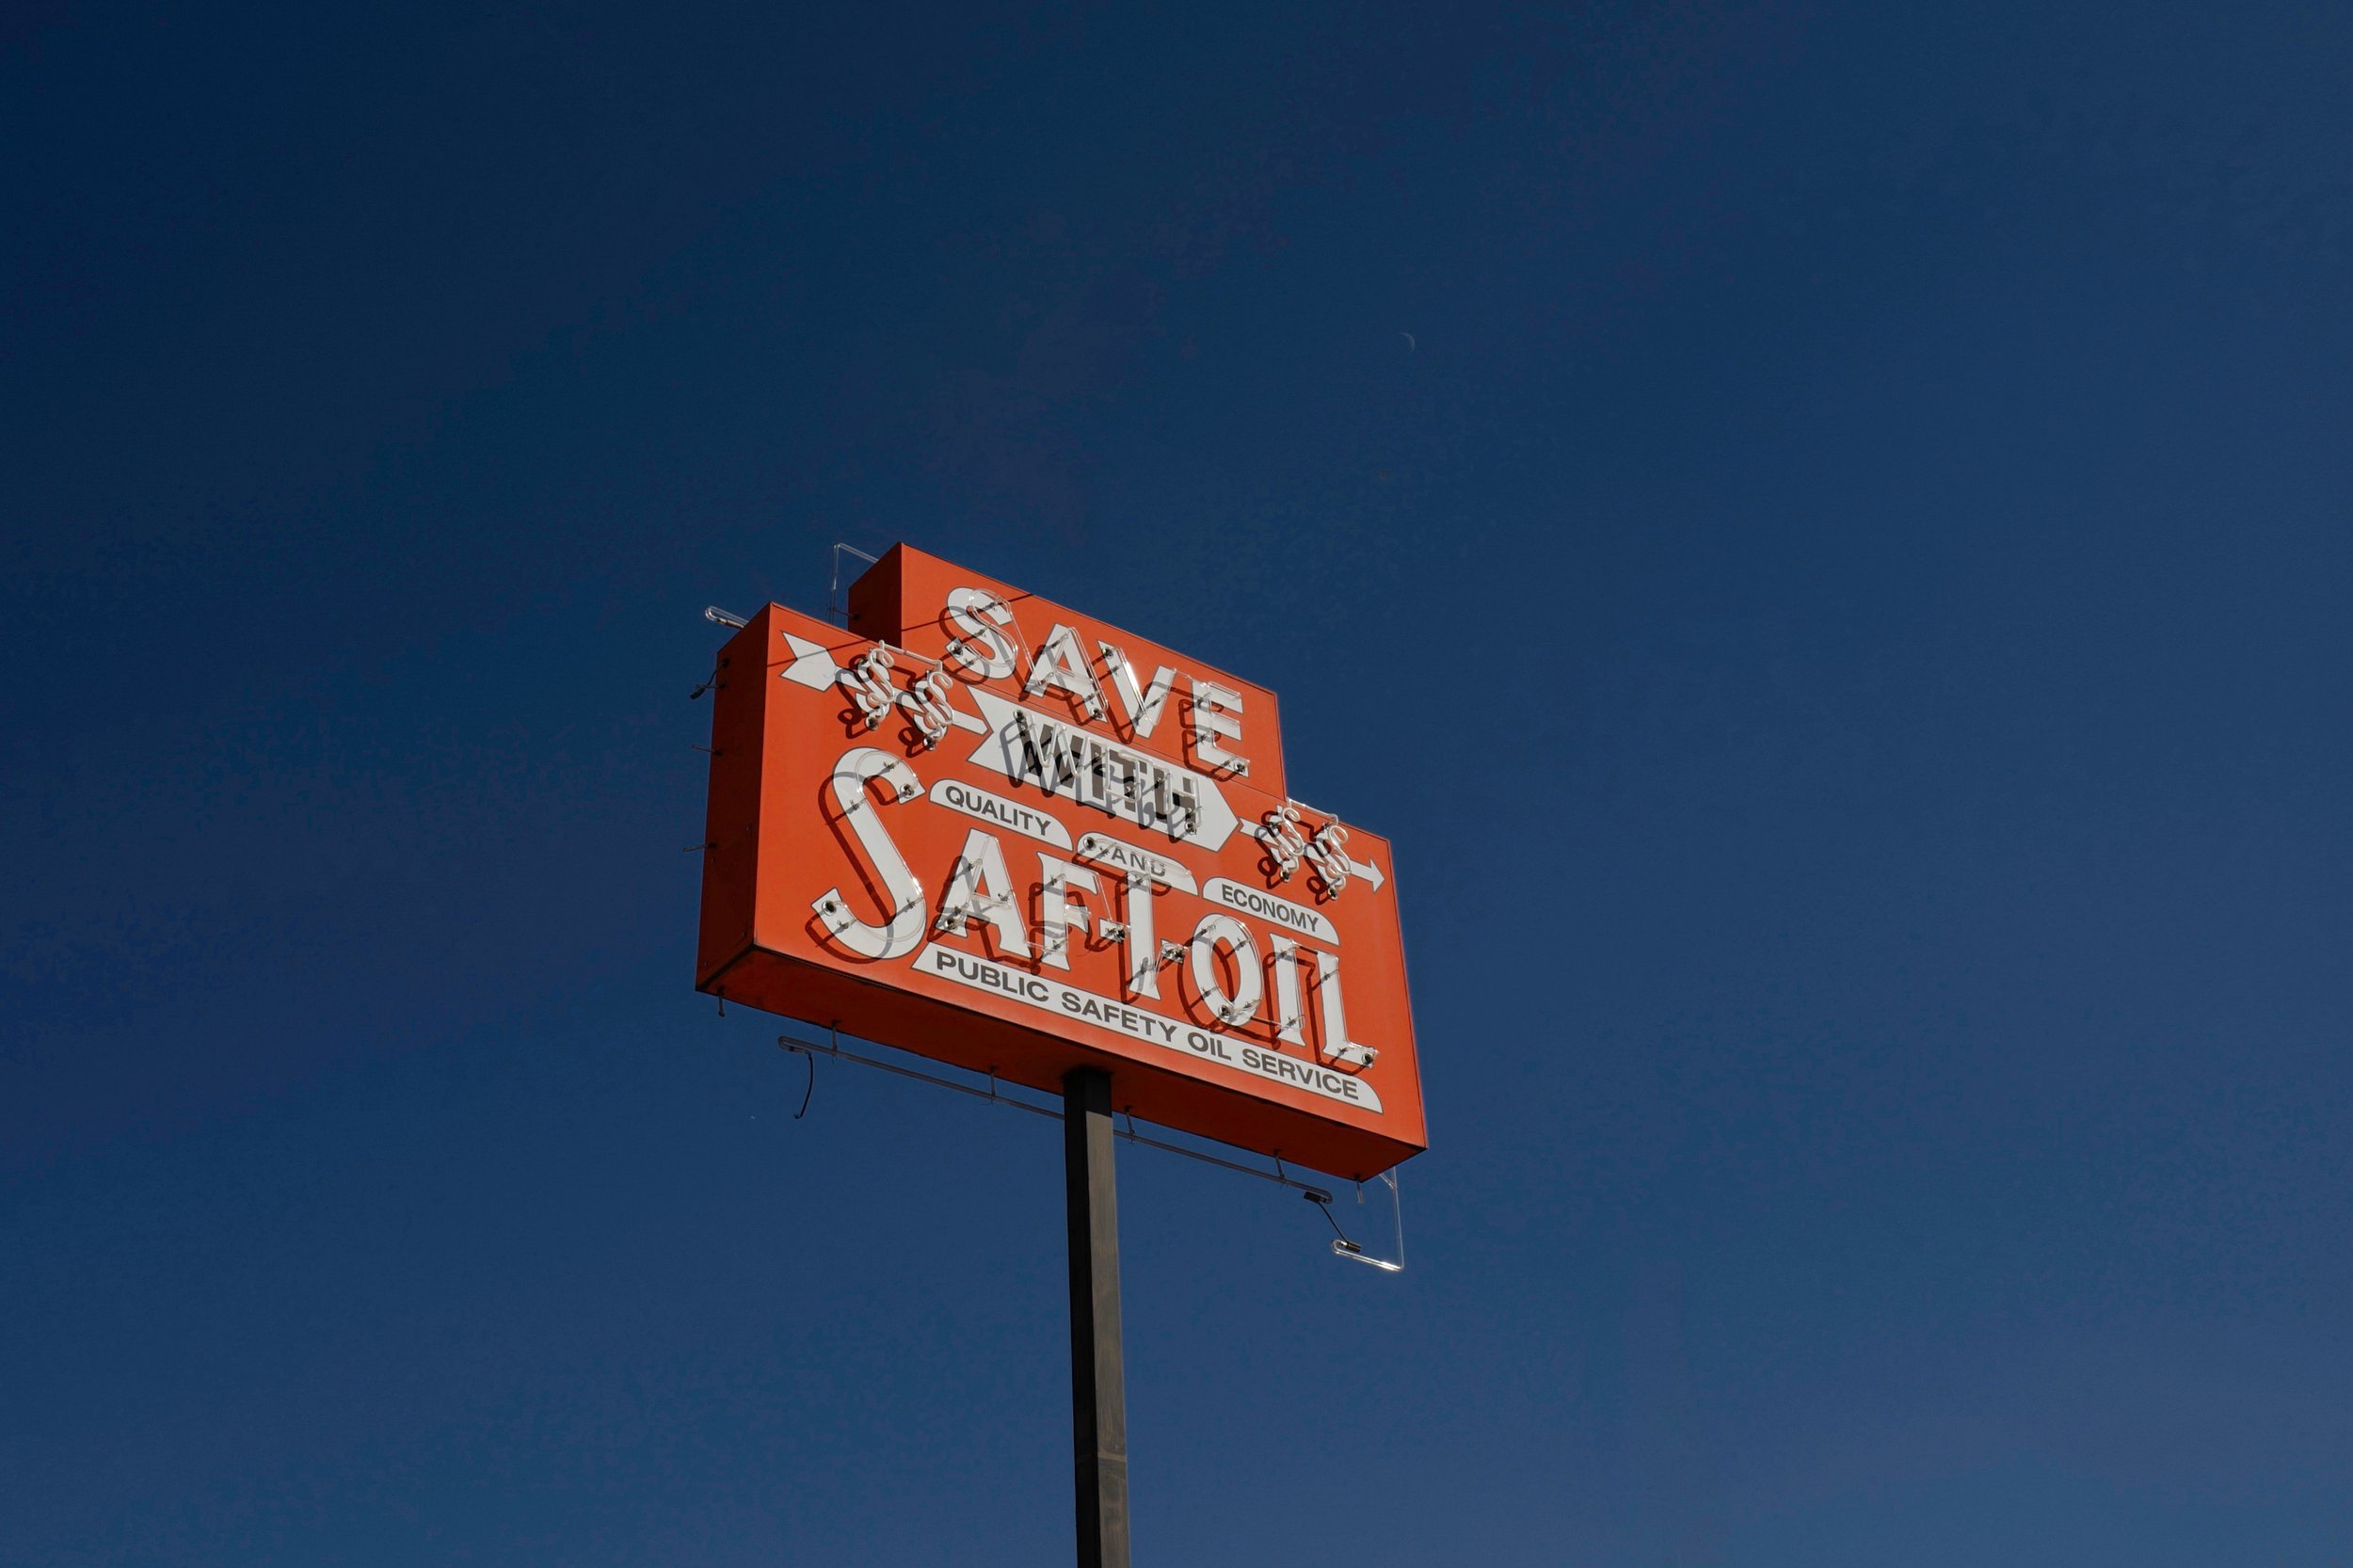 SAVE
$$ WITH $$
QUALITY AND ECONOMY
SAF-T-OIL
PUBLIC SAFETY OIL SERVICE